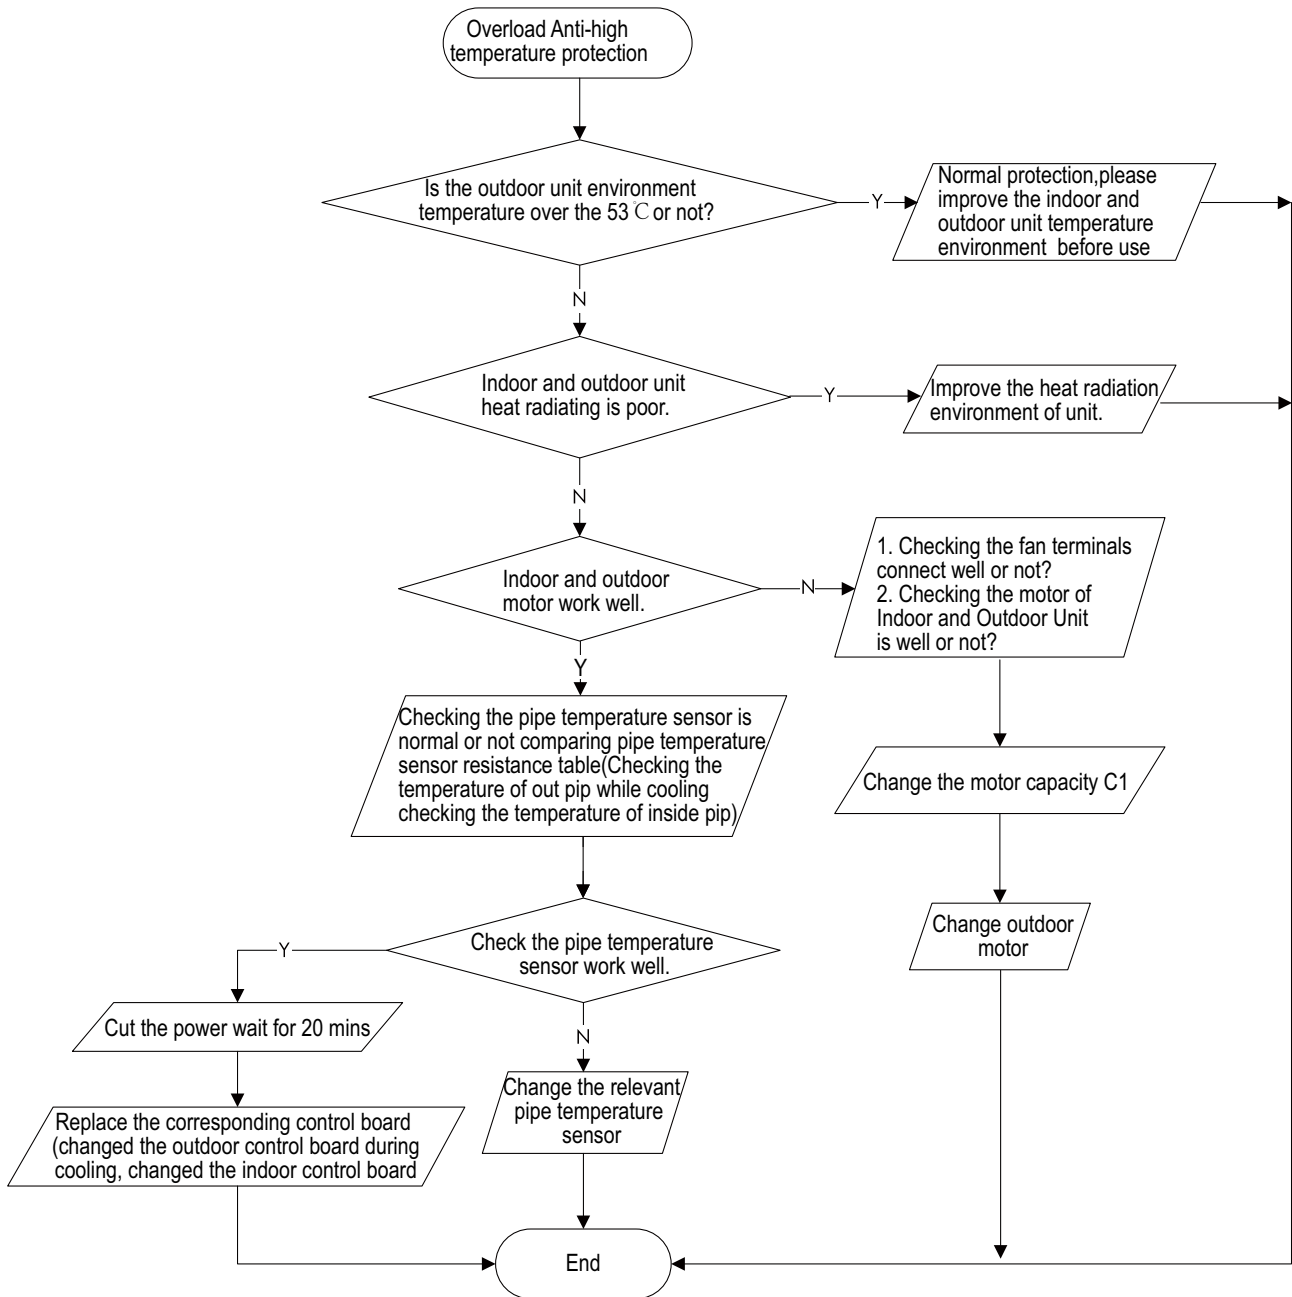 Overload Anti-high
temperature protection
Is the outdoor unit environment
temperature over the 53℃ or not?
Y
Normal protection,please
improve the indoor and
outdoor unit temperature
environment before use
N
Indoor and outdoor unit
heat radiating is poor.
Y
Improve the heat radiation
environment of unit.
N
Indoor and outdoor
motor work well.
N
1. Checking the fan terminals
connect well or not?
2. Checking the motor of
Indoor and Outdoor Unit
is well or not?
Y
Checking the pipe temperature sensor is
normal or not comparing pipe temperature
sensor resistance table(Checking the
temperature of out pip while cooling
checking the temperature of inside pip)
Change the motor capacity C1
Change outdoor
motor
Check the pipe temperature
sensor work well.
Y
Cut the power wait for 20 mins
N
Change the relevant
pipe temperature
sensor
Replace the corresponding control board
(changed the outdoor control board during
cooling, changed the indoor control board
End